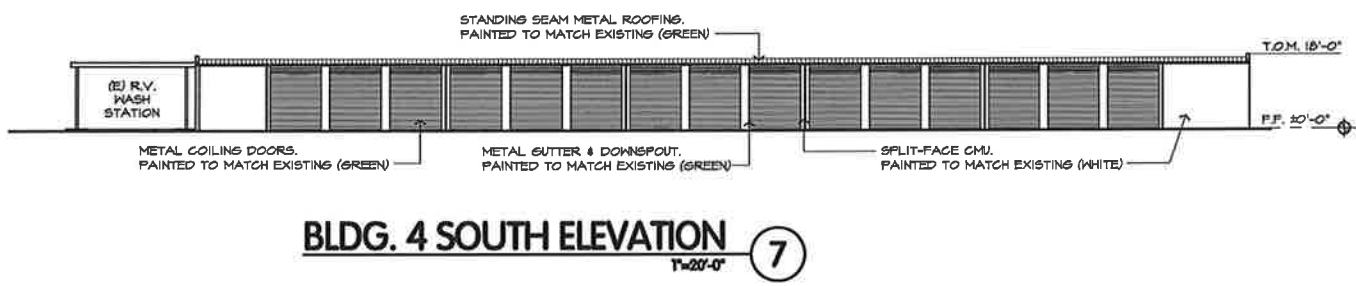 STANDING SEAM METAL ROOFING.
PAINTED TO MATCH EXISTING (GREEN)
T.O.M. 18'-0"
(E) R.V.
WASH
STATION
F.F. ±0'-0"
METAL COILING DOORS.
PAINTED TO MATCH EXISTING (GREEN)
METAL GUTTER & DOWNSPOUT.
PAINTED TO MATCH EXISTING (GREEN)
SPLIT-FACE CMU.
PAINTED TO MATCH EXISTING (WHITE)
BLDG. 4 SOUTH ELEVATION
7
1"=20'-0"